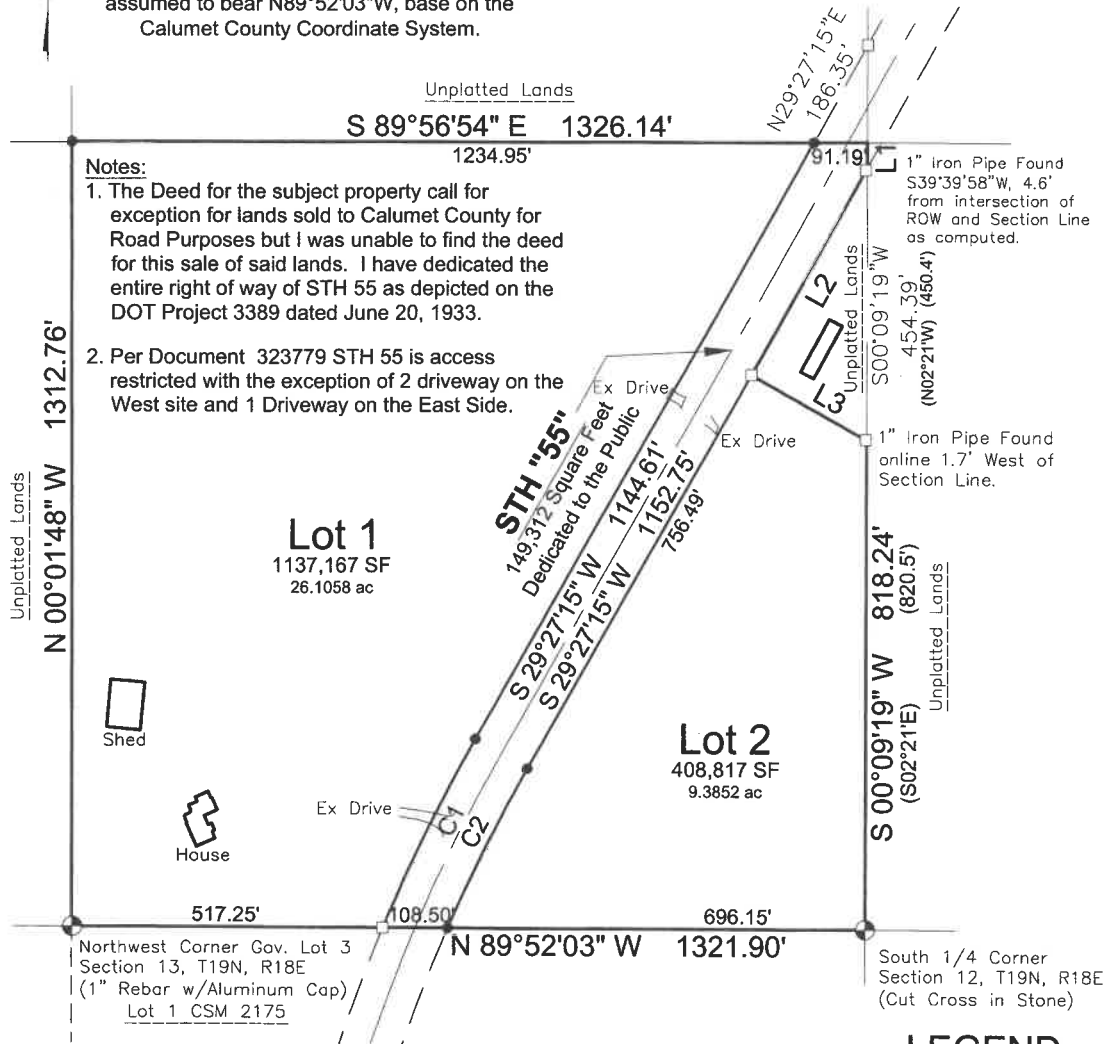 assumed to bear N89°52'03"W, base on the
Calumet County Coordinate System.
Unplatted Lands
S 89°56'54" E 1326.14'
1234.95'
91.19'
N29°27'15"E
186.35'
L1
1" Iron Pipe Found
S39°39'58"W, 4.6'
from intersection of
ROW and Section Line
as computed.
Notes:
1. The Deed for the subject property call for
exception for lands sold to Calumet County for
Road Purposes but I was unable to find the deed
for this sale of said lands. I have dedicated the
entire right of way of STH 55 as depicted on the
DOT Project 3389 dated June 20, 1933.
2. Per Document 323779 STH 55 is access
restricted with the exception of 2 driveway on the
West site and 1 Driveway on the East Side.
L2
Unplatted Lands
S00°09'19"W
454.39'
(N02°21'W) (450.4')
L3
Ex Drive
Ex Drive
1" Iron Pipe Found
online 1.7' West of
Section Line.
STH "55"
149,312 Square Feet
Dedicated to the Public
S 29°27'15" W 1144.61'
S 29°27'15" W 1152.75'
756.49'
N 00°01'48" W 1312.76'
Unplatted Lands
Lot 1
1137,167 SF
26.1058 ac
Shed
House
Ex Drive
C1
C2
Lot 2
408,817 SF
9.3852 ac
S 00°09'19" W 818.24'
(S02°21'E) (820.5')
Unplatted Lands
517.25'
108.50'
696.15'
N 89°52'03" W 1321.90'
Northwest Corner Gov. Lot 3
Section 13, T19N, R18E
(1" Rebar w/Aluminum Cap)
Lot 1 CSM 2175
South 1/4 Corner
Section 12, T19N, R18E
(Cut Cross in Stone)
LEGEND